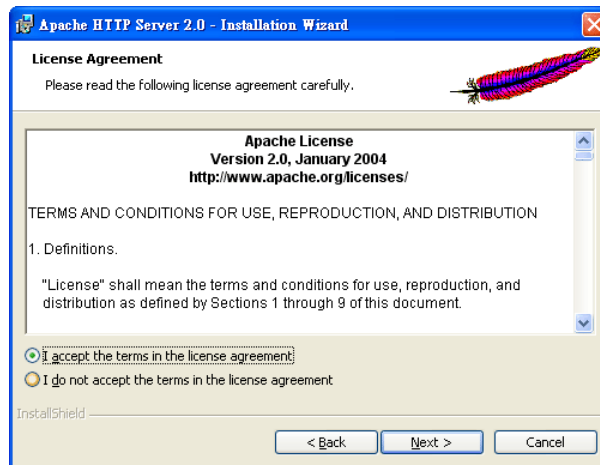 Apache HTTP Server 2.0 - Installation Wizard
License Agreement
Please read the following license agreement carefully.
Apache License
Version 2.0, January 2004
http://www.apache.org/licenses/
TERMS AND CONDITIONS FOR USE, REPRODUCTION, AND DISTRIBUTION
1. Definitions.
"License" shall mean the terms and conditions for use, reproduction, and
distribution as defined by Sections 1 through 9 of this document.
I accept the terms in the license agreement
I do not accept the terms in the license agreement
InstallShield
< Back Next > Cancel